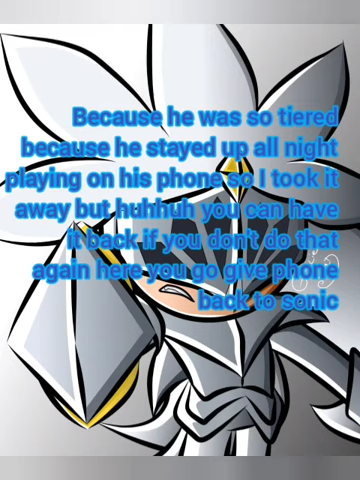 Because he was so tiered
because he stayed up all night
playing on his phone so I took it
away but huhhuh you can have
it back if you don't do that
again here you go give phone
back to sonic